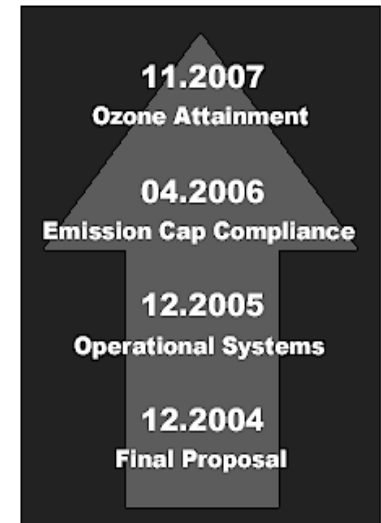 11.2007
Ozone Attainment
04.2006
Emission Cap Compliance
12.2005
Operational Systems
12.2004
Final Proposal